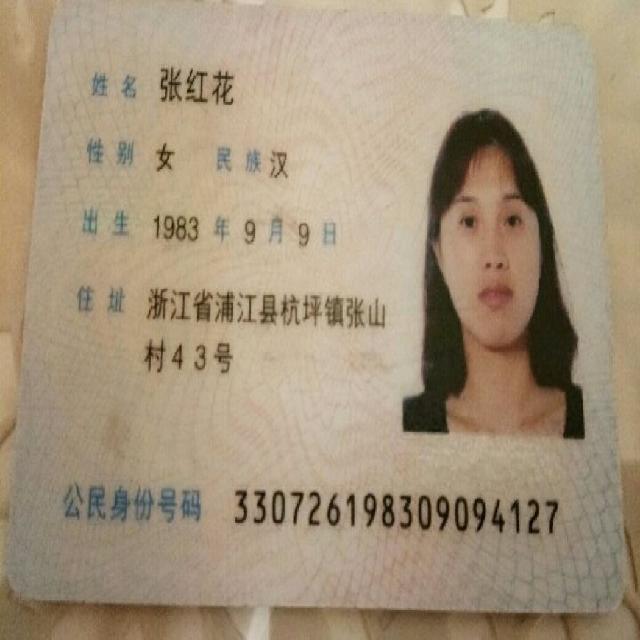 姓名 张红花
性别 女 民族 汉
出生 1983 年 9 月 9 日
住址 浙江省浦江县杭坪镇张山
村43号
公民身份号码 330726198309094127